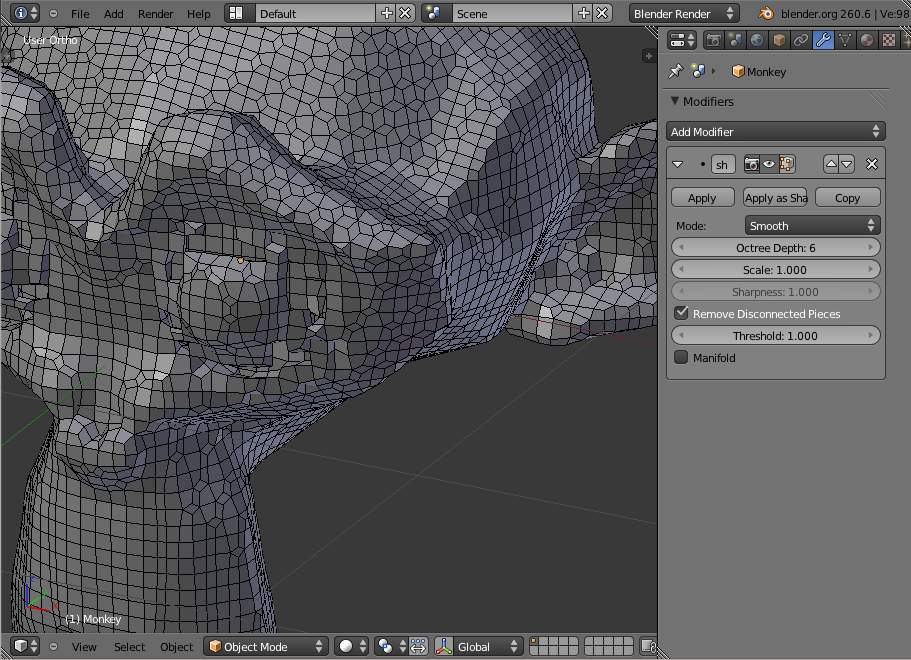 File Add Render Help Default Scene Blender Render blender.org 260.6 | Ve:98
User Ortho
Monkey
Modifiers
Add Modifier
sh
Apply Apply as Sha Copy
Mode: Smooth
Octree Depth: 6
Scale: 1.000
Sharpness: 1.000
Remove Disconnected Pieces
Threshold: 1.000
Manifold
(1) Monkey
View Select Object Object Mode Global